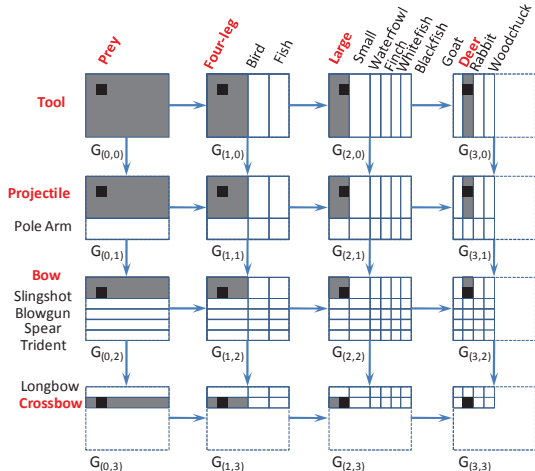 Prey
Four-leg
Bird
Fish
Large
Small
Waterfowl
Finch
Whitefish
Blackfish
Goat
Deer
Rabbit
Woodchuck
Tool
G(0,0)
G(1,0)
G(2,0)
G(3,0)
Projectile
Pole Arm
G(0,1)
G(1,1)
G(2,1)
G(3,1)
Bow
Slingshot
Blowgun
Spear
Trident
G(0,2)
G(1,2)
G(2,2)
G(3,2)
Longbow
Crossbow
G(0,3)
G(1,3)
G(2,3)
G(3,3)